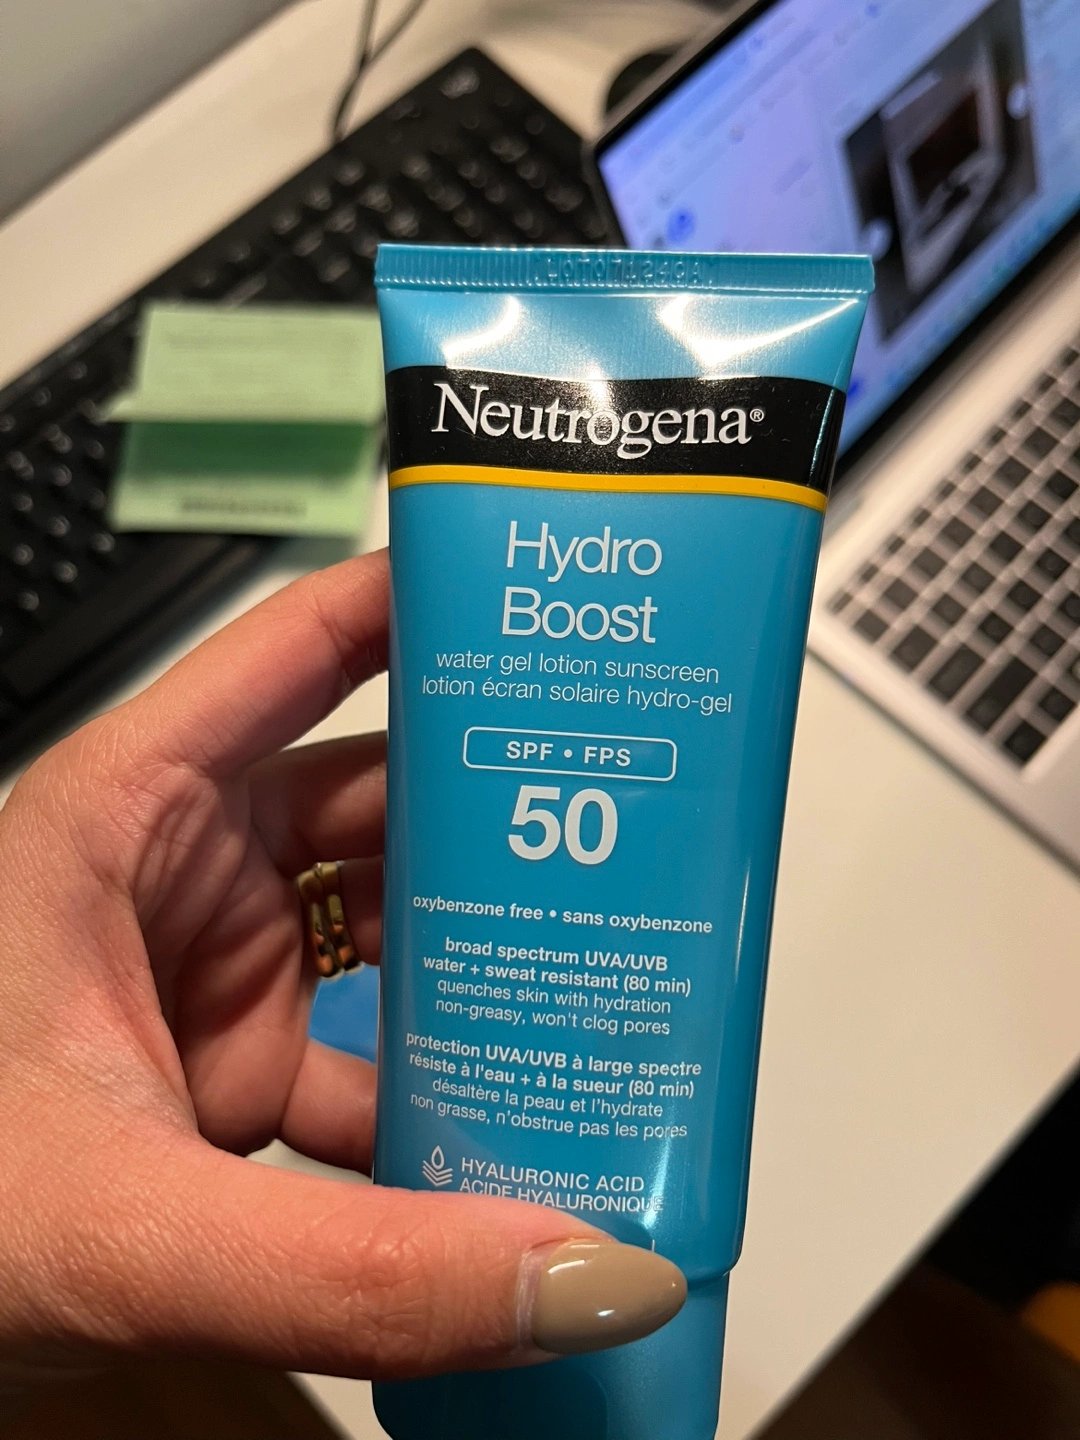 Neutrogena®
Hydro
Boost
water gel lotion sunscreen
lotion écran solaire hydro-gel
SPF • FPS
50
oxybenzone free • sans oxybenzone
broad spectrum UVA/UVB
water + sweat resistant (80 min)
quenches skin with hydration
non-greasy, won't clog pores
protection UVA/UVB à large spectre
résiste à l'eau + à la sueur (80 min)
désaltère la peau et l'hydrate
non grasse, n'obstrue pas les pores
HYALURONIC ACID
ACIDE HYALURONIQUE